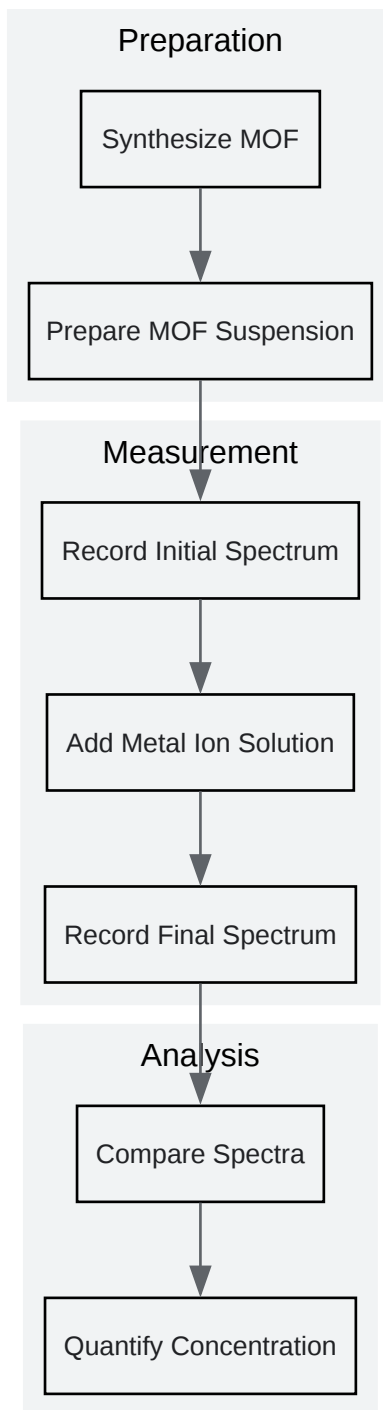 Preparation
Synthesize MOF
Prepare MOF Suspension
Measurement
Record Initial Spectrum
Add Metal Ion Solution
Record Final Spectrum
Analysis
Compare Spectra
Quantify Concentration